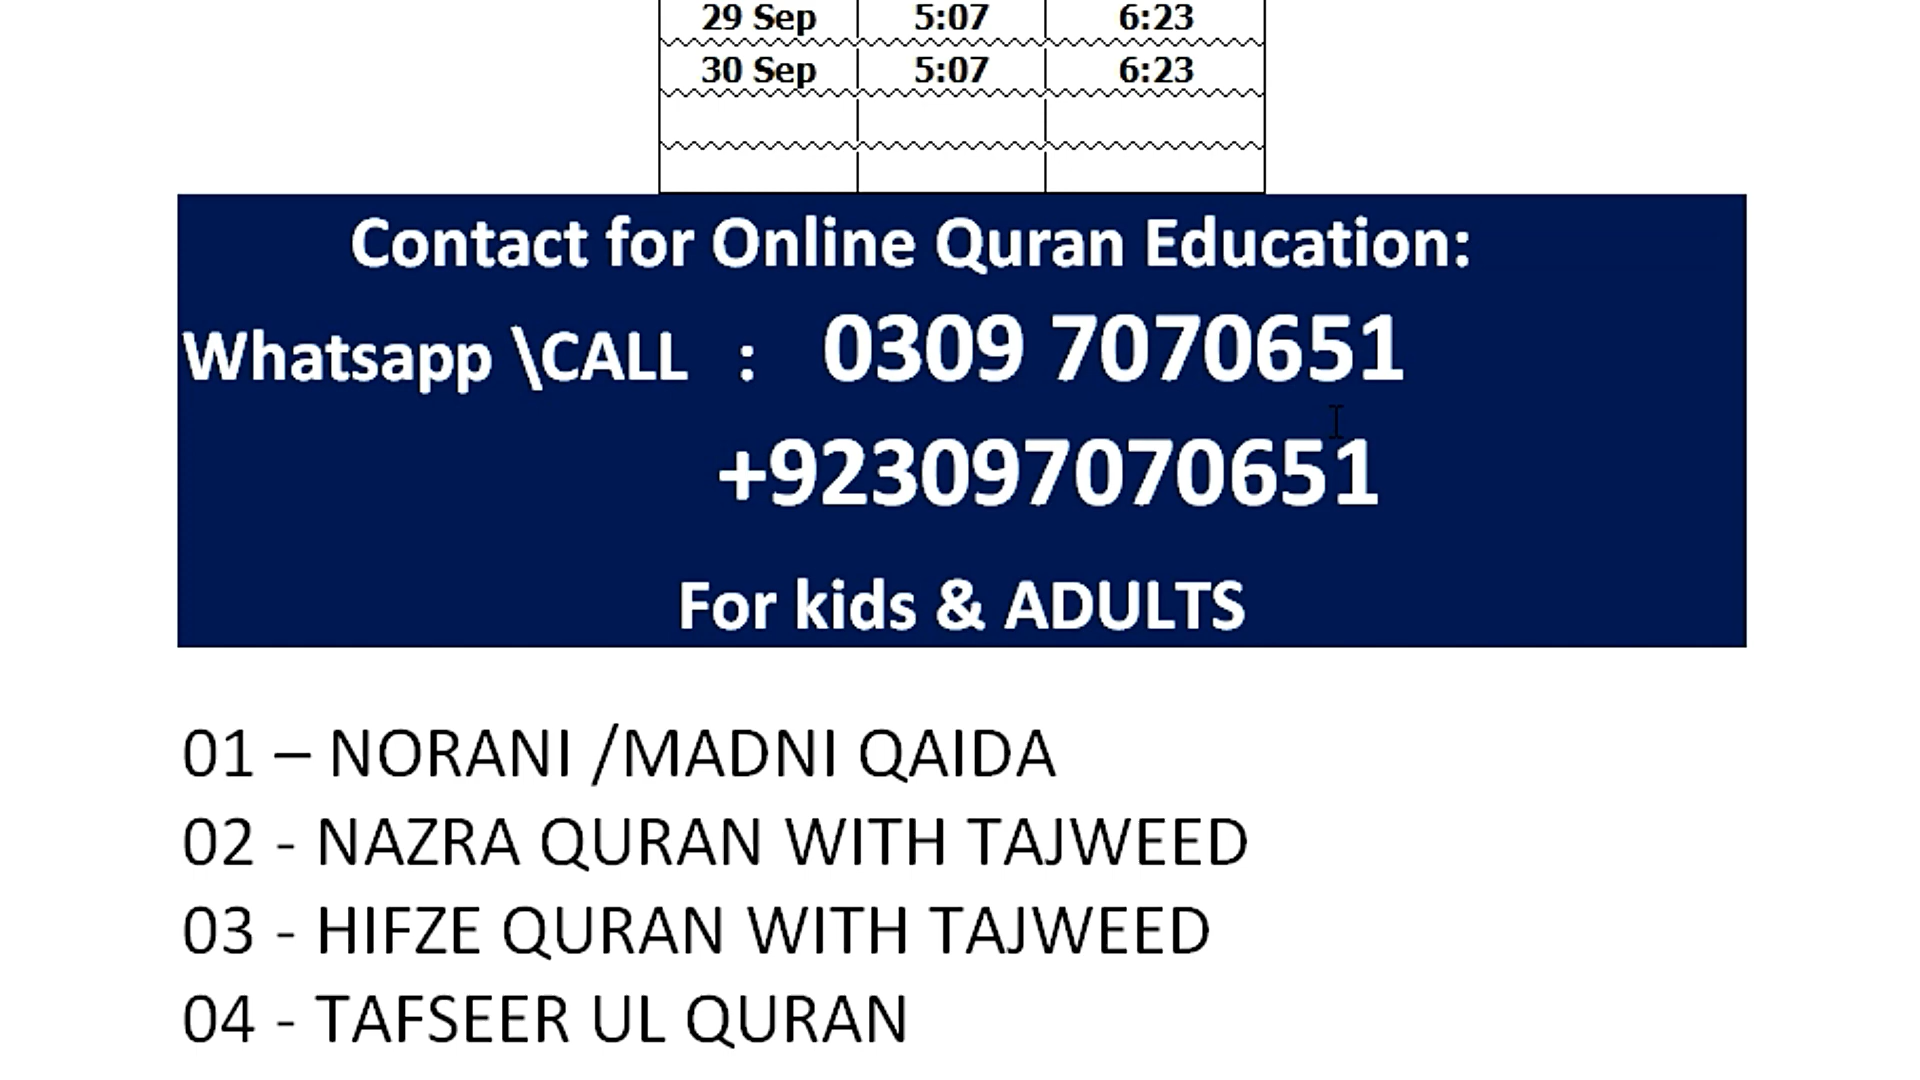 29 Sep 5:07 6:23
30 Sep 5:07 6:23
Contact for Online Quran Education:
Whatsapp \CALL : 0309 7070651
+923097070651
For kids & ADULTS
01 – NORANI /MADNI QAIDA
02 - NAZRA QURAN WITH TAJWEED
03 - HIFZE QURAN WITH TAJWEED
04 - TAFSEER UL QURAN